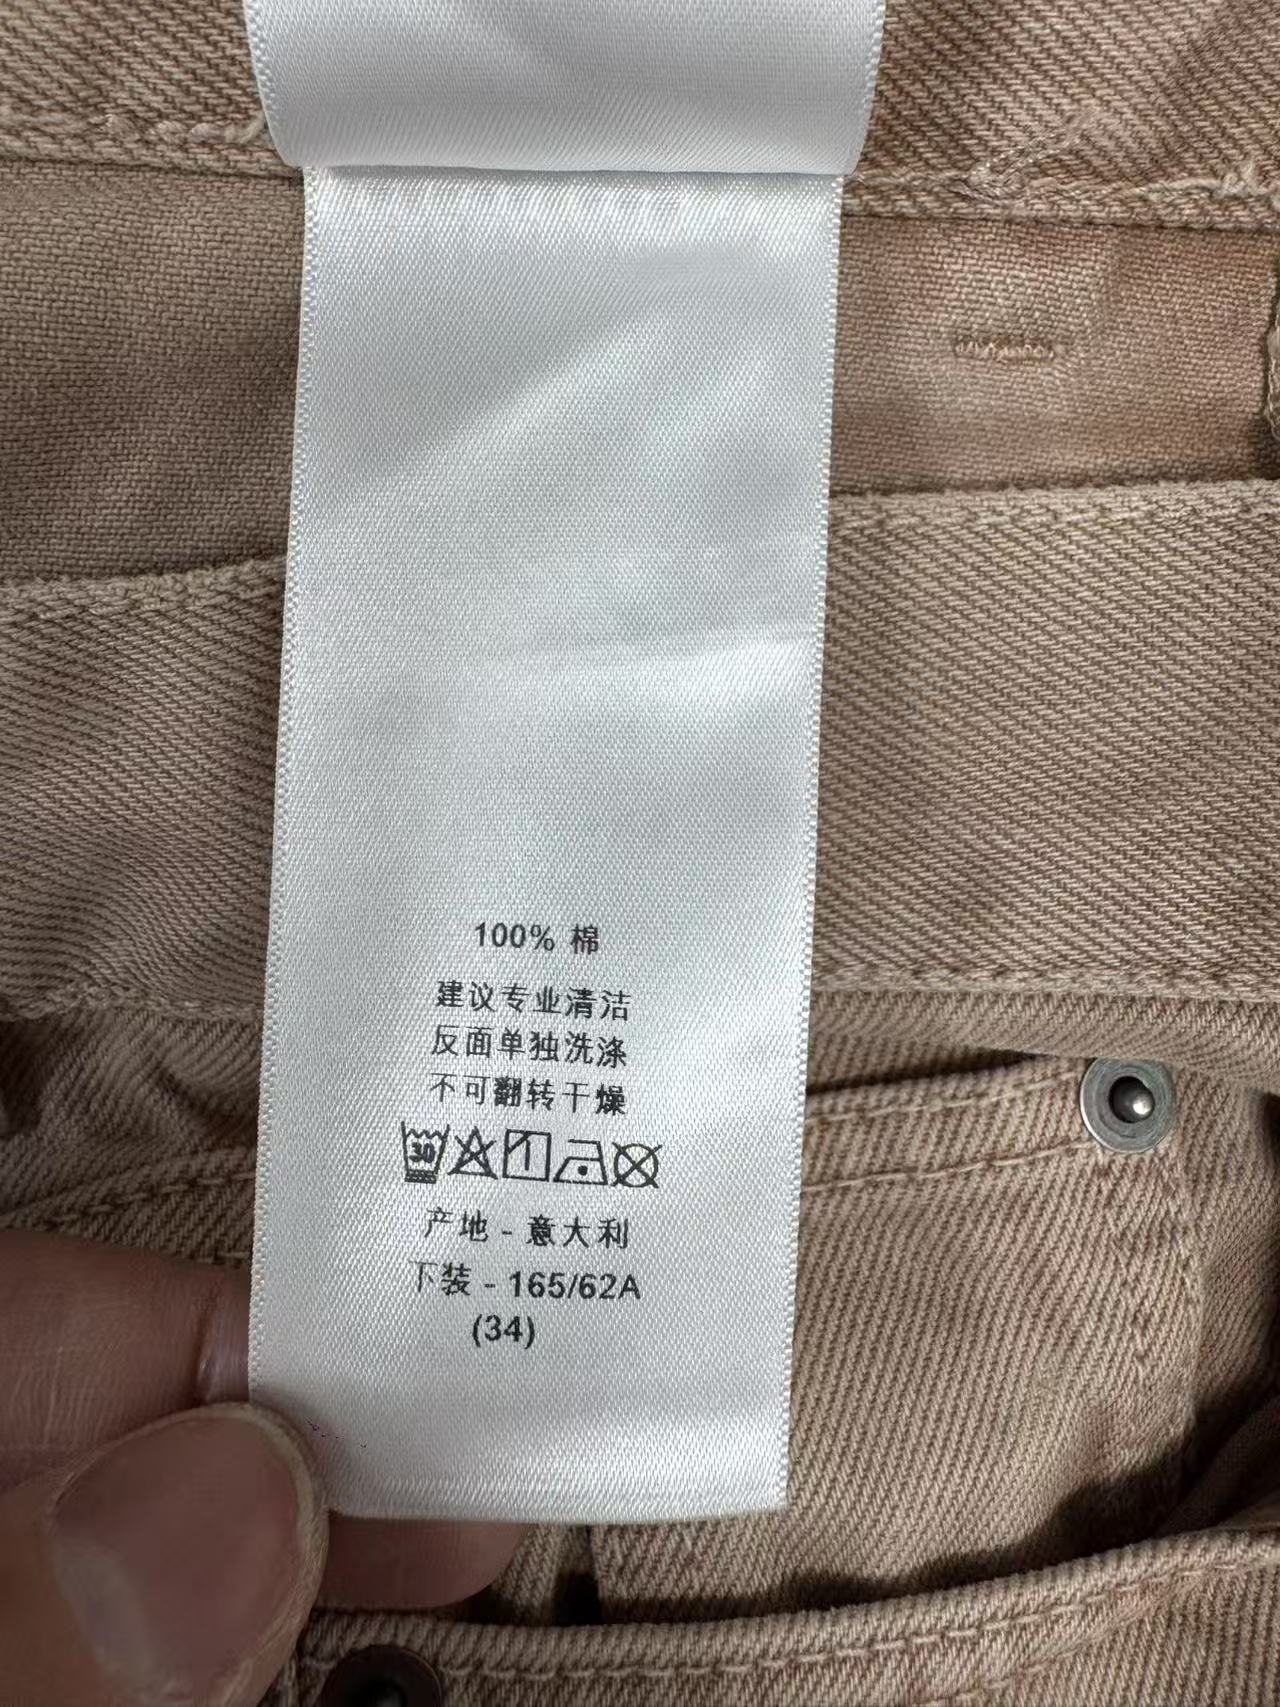 100% 棉
建议专业清洁
反面单独洗涤
不可翻转干燥
30
产地 - 意大利
下装 - 165/62A
(34)